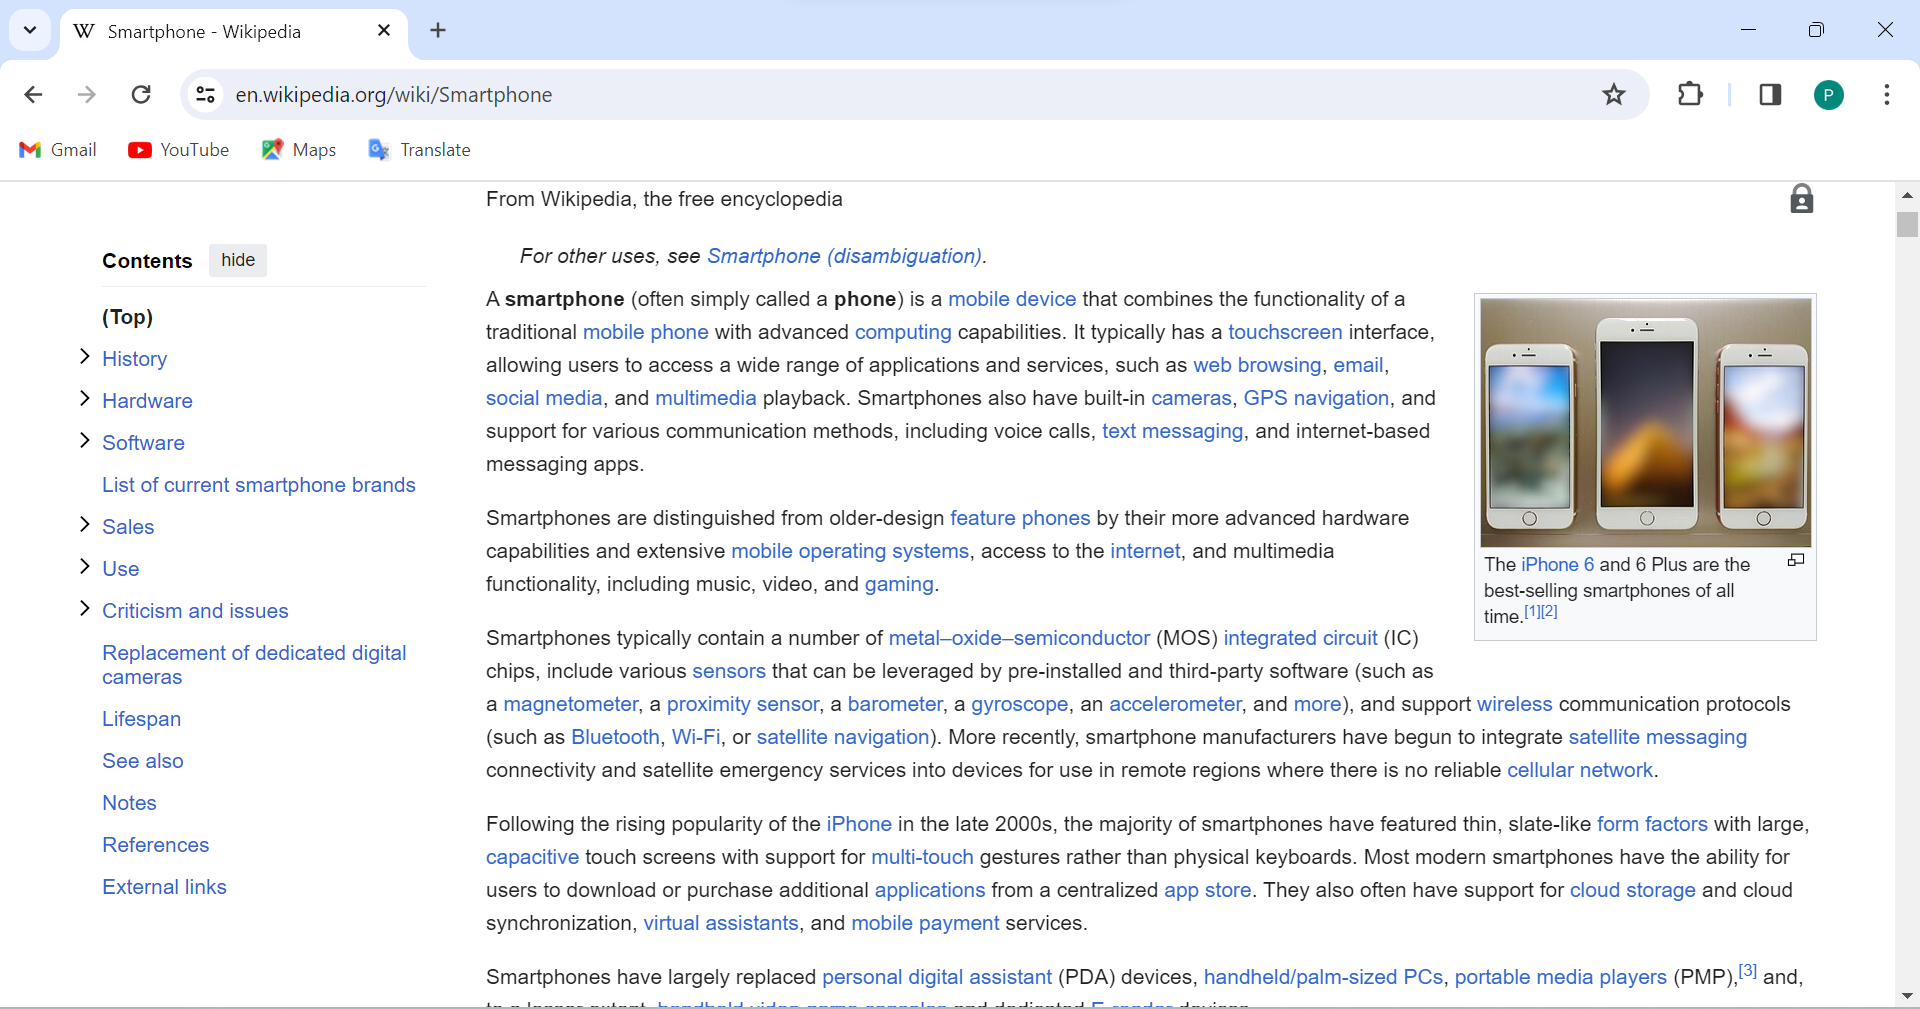 Smartphone - Wikipedia
en.wikipedia.org/wiki/Smartphone
P
Gmail
YouTube
Maps
Translate
From Wikipedia, the free encyclopedia
Contents
hide
(Top)
History
Hardware
Software
List of current smartphone brands
Sales
Use
Criticism and issues
Replacement of dedicated digital
cameras
Lifespan
See also
Notes
References
External links
For other uses, see Smartphone (disambiguation).
A smartphone (often simply called a phone) is a mobile device that combines the functionality of a
traditional mobile phone with advanced computing capabilities. It typically has a touchscreen interface,
allowing users to access a wide range of applications and services, such as web browsing, email,
social media, and multimedia playback. Smartphones also have built-in cameras, GPS navigation, and
support for various communication methods, including voice calls, text messaging, and internet-based
messaging apps.
Smartphones are distinguished from older-design feature phones by their more advanced hardware
capabilities and extensive mobile operating systems, access to the internet, and multimedia
functionality, including music, video, and gaming.
The iPhone 6 and 6 Plus are the
best-selling smartphones of all
time.[1][2]
Smartphones typically contain a number of metal–oxide–semiconductor (MOS) integrated circuit (IC)
chips, include various sensors that can be leveraged by pre-installed and third-party software (such as
a magnetometer, a proximity sensor, a barometer, a gyroscope, an accelerometer, and more), and support wireless communication protocols
(such as Bluetooth, Wi-Fi, or satellite navigation). More recently, smartphone manufacturers have begun to integrate satellite messaging
connectivity and satellite emergency services into devices for use in remote regions where there is no reliable cellular network.
Following the rising popularity of the iPhone in the late 2000s, the majority of smartphones have featured thin, slate-like form factors with large,
capacitive touch screens with support for multi-touch gestures rather than physical keyboards. Most modern smartphones have the ability for
users to download or purchase additional applications from a centralized app store. They also often have support for cloud storage and cloud
synchronization, virtual assistants, and mobile payment services.
Smartphones have largely replaced personal digital assistant (PDA) devices, handheld/palm-sized PCs, portable media players (PMP),[3] and,